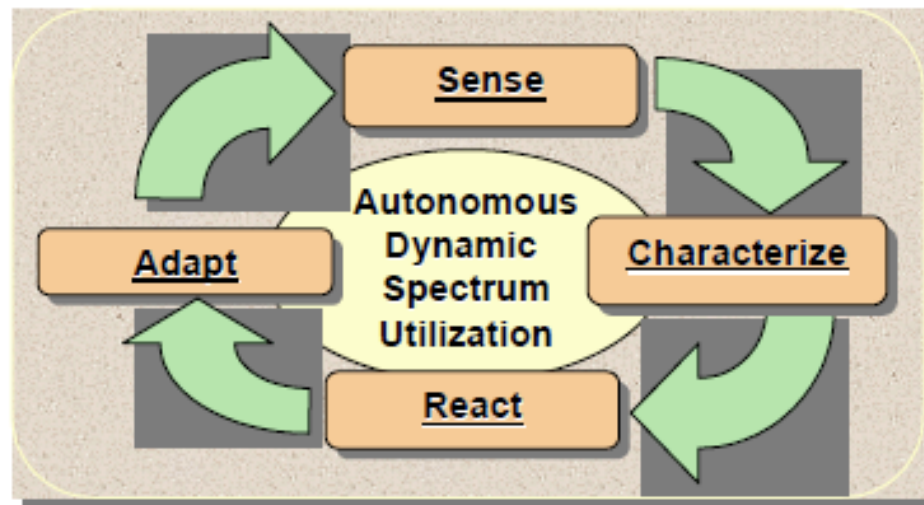 Sense
Autonomous
Dynamic
Spectrum
Utilization
Characterize
Adapt
React